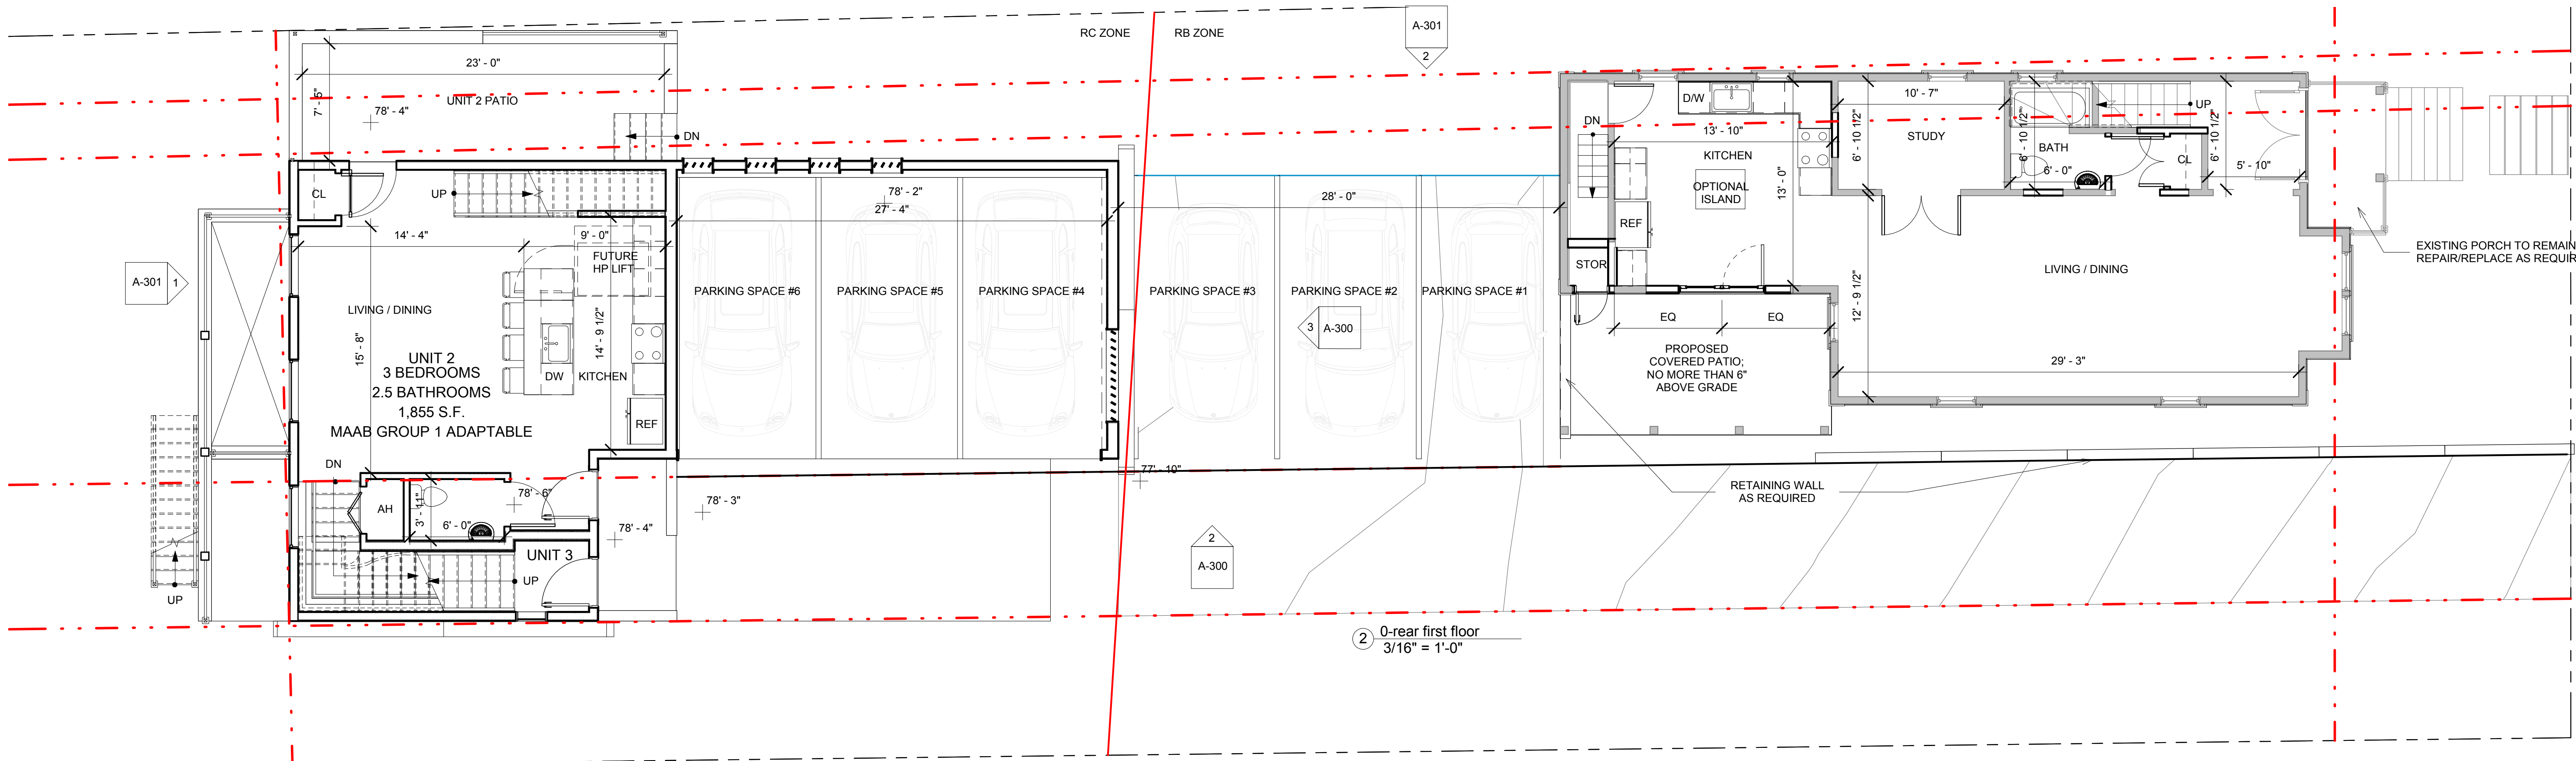 RC ZONE
RB ZONE
A-301
2
23' - 0"
7' - 5"
UNIT 2 PATIO
78' - 4"
DN
CL
UP
14' - 4"
9' - 0"
FUTURE
HP LIFT
LIVING / DINING
15' - 8"
14' - 9 1/2"
UNIT 2
3 BEDROOMS
2.5 BATHROOMS
1,855 S.F.
MAAB GROUP 1 ADAPTABLE
DW
KITCHEN
REF
A-301
1
DN
AH
3' - 11"
6' - 0"
78' - 6"
UNIT 3
UP
UP
78' - 4"
78' - 3"
77' - 10"
78' - 2"
27' - 4"
28' - 0"
PARKING SPACE #6
PARKING SPACE #5
PARKING SPACE #4
PARKING SPACE #3
PARKING SPACE #2
PARKING SPACE #1
3
A-300
2
A-300
DN
STOR
D/W
13' - 10"
KITCHEN
OPTIONAL
ISLAND
13' - 0"
REF
EQ
EQ
PROPOSED
COVERED PATIO;
NO MORE THAN 6"
ABOVE GRADE
10' - 7"
6' - 10 1/2"
STUDY
6' - 10 1/2"
BATH
6' - 0"
UP
CL
6' - 10 1/2"
5' - 10"
12' - 9 1/2"
LIVING / DINING
29' - 3"
EXISTING PORCH TO REMAIN
REPAIR/REPLACE AS REQUIR
RETAINING WALL
AS REQUIRED
2
0-rear first floor
3/16" = 1'-0"